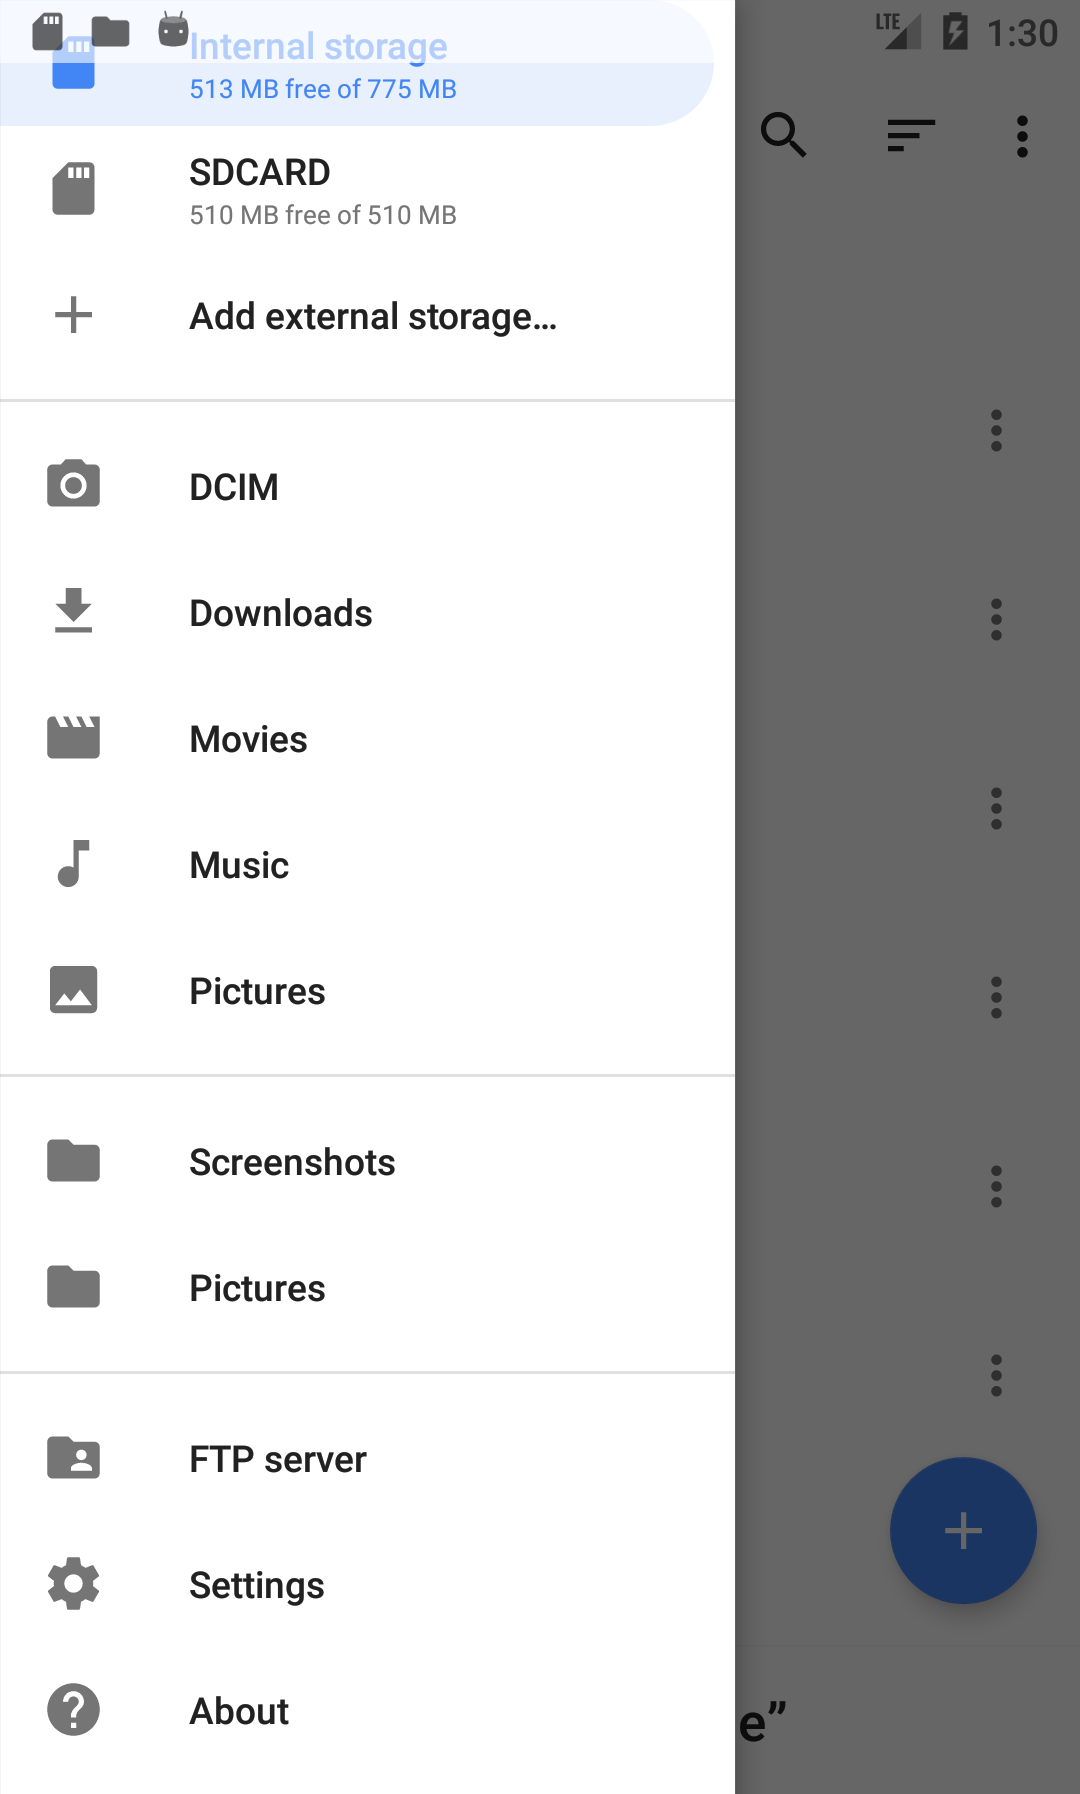 LTE
1:30
Internal storage
513 MB free of 775 MB
SDCARD
510 MB free of 510 MB
Add external storage…
DCIM
Downloads
Movies
Music
Pictures
Screenshots
Pictures
FTP server
Settings
About
e”